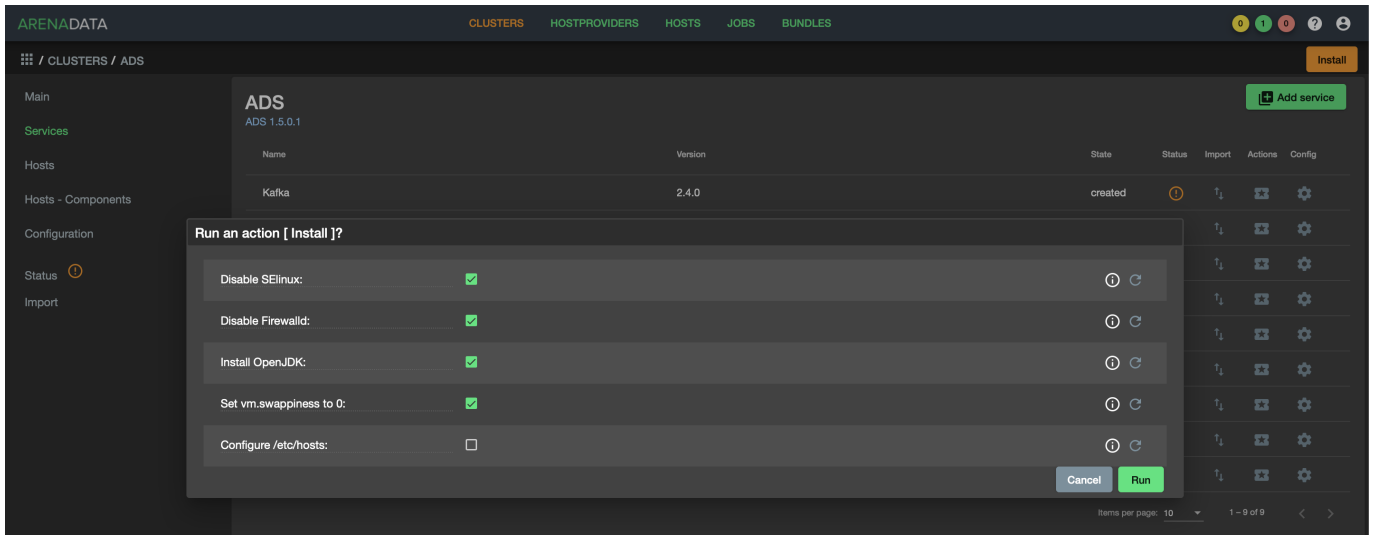 ARENADATA CLUSTERS HOSTPROVIDERS HOSTS JOBS BUNDLES 0 1 0
/ CLUSTERS / ADS Install
Main
Services
Hosts
Hosts - Components
Configuration
Status
Import
ADS
Add service
ADS 1.5.0.1
Name Version State Status Import Actions Config
Kafka 2.4.0 created
Run an action [ Install ]?
Disable SElinux:
Disable Firewalld:
Install OpenJDK:
Set vm.swappiness to 0:
Configure /etc/hosts:
Cancel Run
Items per page: 10 1 – 9 of 9